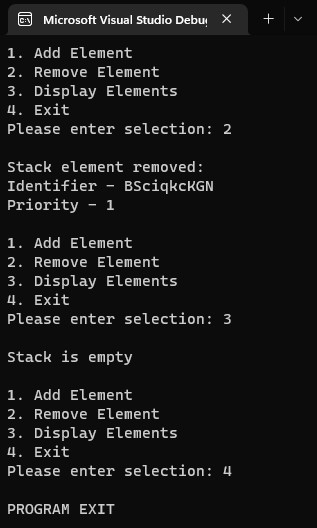 Microsoft Visual Studio Debu
1. Add Element
2. Remove Element
3. Display Elements
4. Exit
Please enter selection: 2
Stack element removed:
Identifier - BSciqkcKGN
Priority - 1
1. Add Element
2. Remove Element
3. Display Elements
4. Exit
Please enter selection: 3
Stack is empty
1. Add Element
2. Remove Element
3. Display Elements
4. Exit
Please enter selection: 4
PROGRAM EXIT